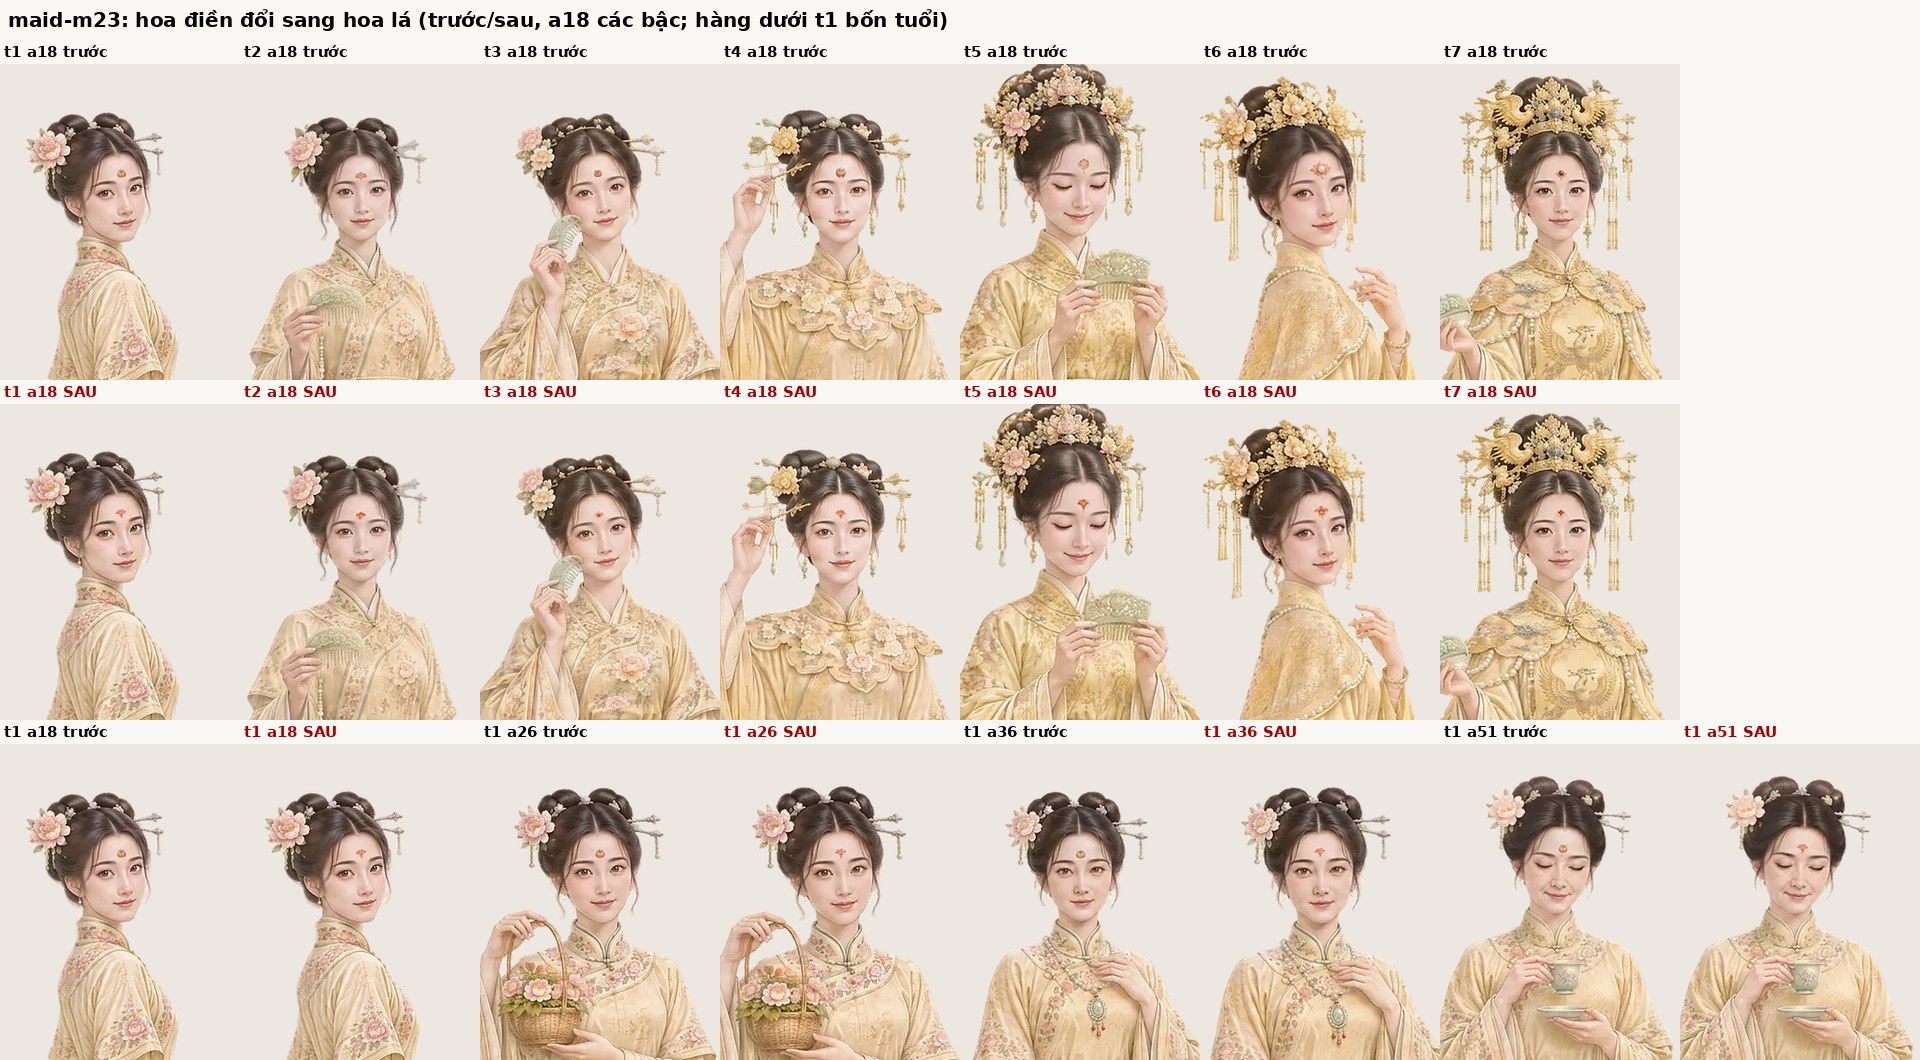 maid-m23: hoa điền đổi sang hoa lá (trước/sau, a18 các bậc; hàng dưới t1 bốn tuổi)
t1 a18 trước
t2 a18 trước
t3 a18 trước
t4 a18 trước
t5 a18 trước
t6 a18 trước
t7 a18 trước
t1 a18 SAU
t2 a18 SAU
t3 a18 SAU
t4 a18 SAU
t5 a18 SAU
t6 a18 SAU
t7 a18 SAU
t1 a18 trước
t1 a18 SAU
t1 a26 trước
t1 a26 SAU
t1 a36 trước
t1 a36 SAU
t1 a51 trước
t1 a51 SAU